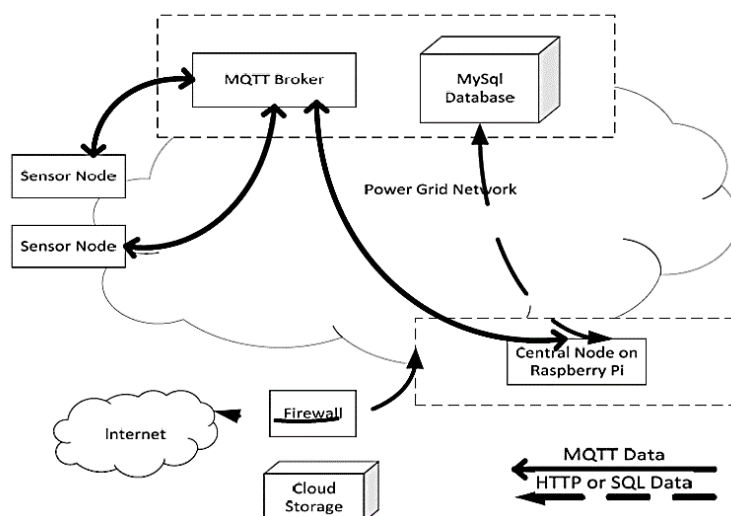 MQTT Broker
MySql
Database
Sensor Node
Power Grid Network
Sensor Node
Central Node on
Raspberry Pi
Firewall
Internet
MQTT Data
HTTP or SQL Data
Cloud
Storage